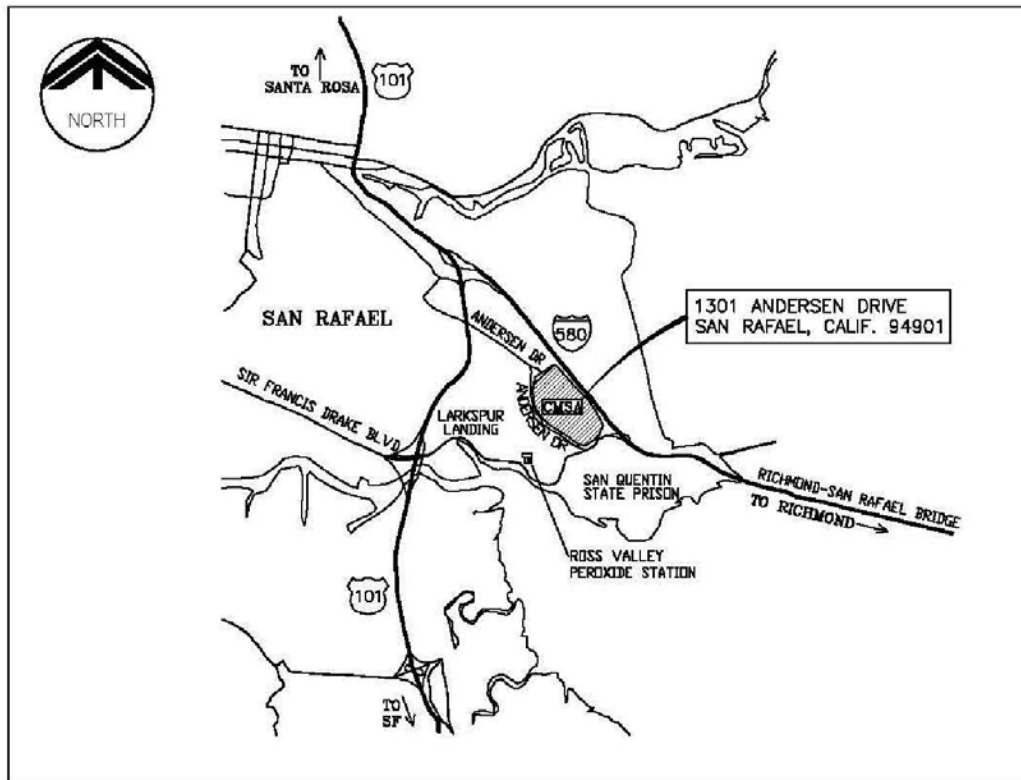 NORTH
TO
SANTA ROSA
101
SAN RAFAEL
ANDERSEN DR
580
1301 ANDERSEN DRIVE
SAN RAFAEL, CALIF. 94901
SIR FRANCIS DRAKE BLVD
LARKSPUR
LANDING
ANDERSEN DR
CMSA
SAN QUENTIN
STATE PRISON
RICHMOND-SAN RAFAEL BRIDGE
TO RICHMOND
ROSS VALLEY
PEROXIDE STATION
101
TO
SF